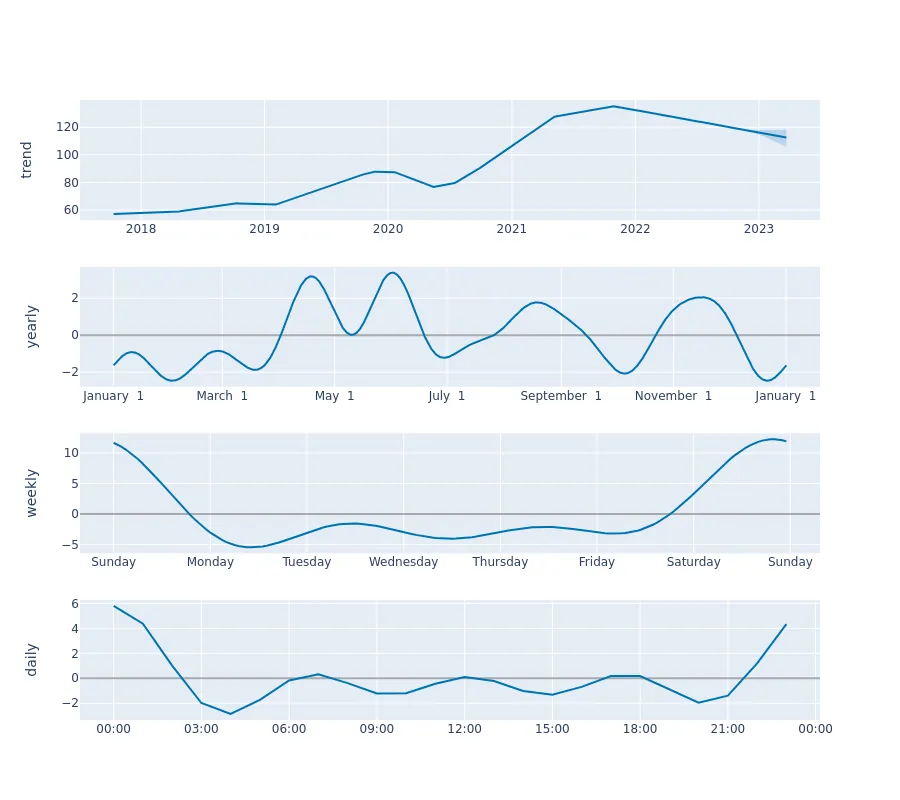 trend
120
100
80
60
2018 2019 2020 2021 2022 2023
yearly
2
0
−2
January 1 March 1 May 1 July 1 September 1 November 1 January 1
weekly
10
5
0
−5
Sunday Monday Tuesday Wednesday Thursday Friday Saturday Sunday
daily
6
4
2
0
−2
00:00 03:00 06:00 09:00 12:00 15:00 18:00 21:00 00:00